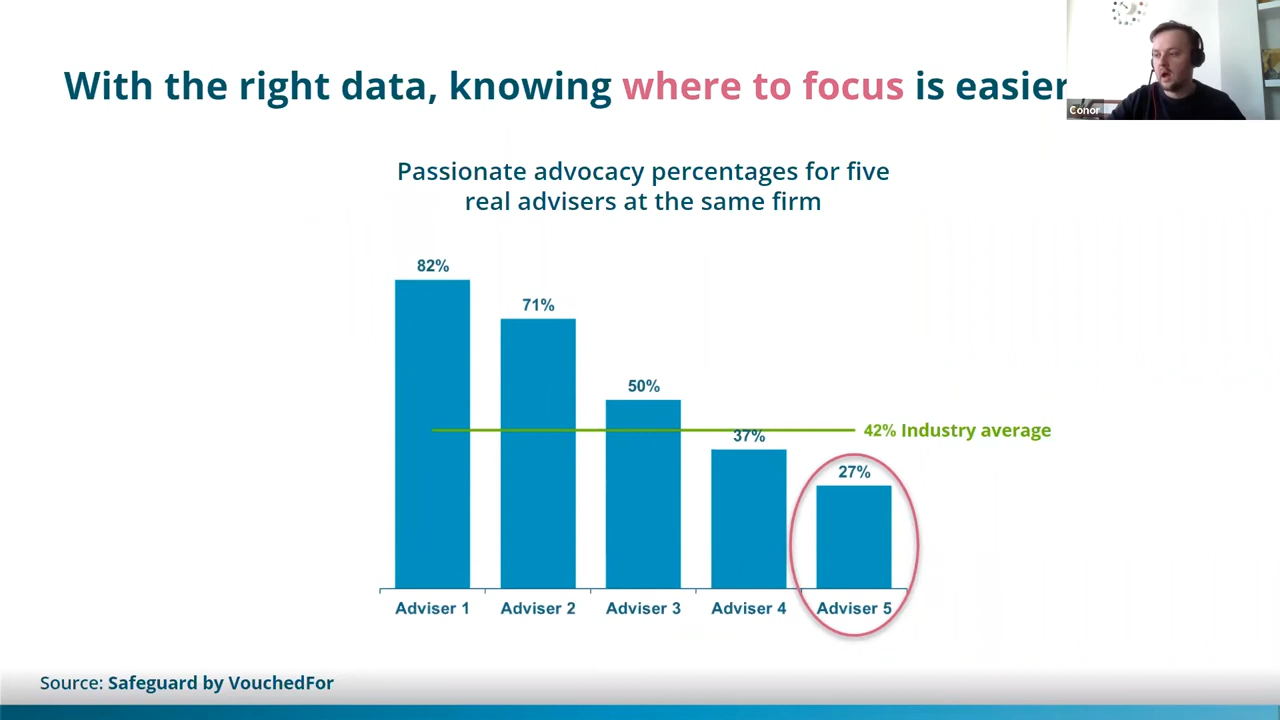 With the right data, knowing where to focus is easier
Conor
Passionate advocacy percentages for five
real advisers at the same firm
82%
71%
50%
42% Industry average
37%
27%
Adviser 1
Adviser 2
Adviser 3
Adviser 4
Adviser 5
Source: Safeguard by VouchedFor